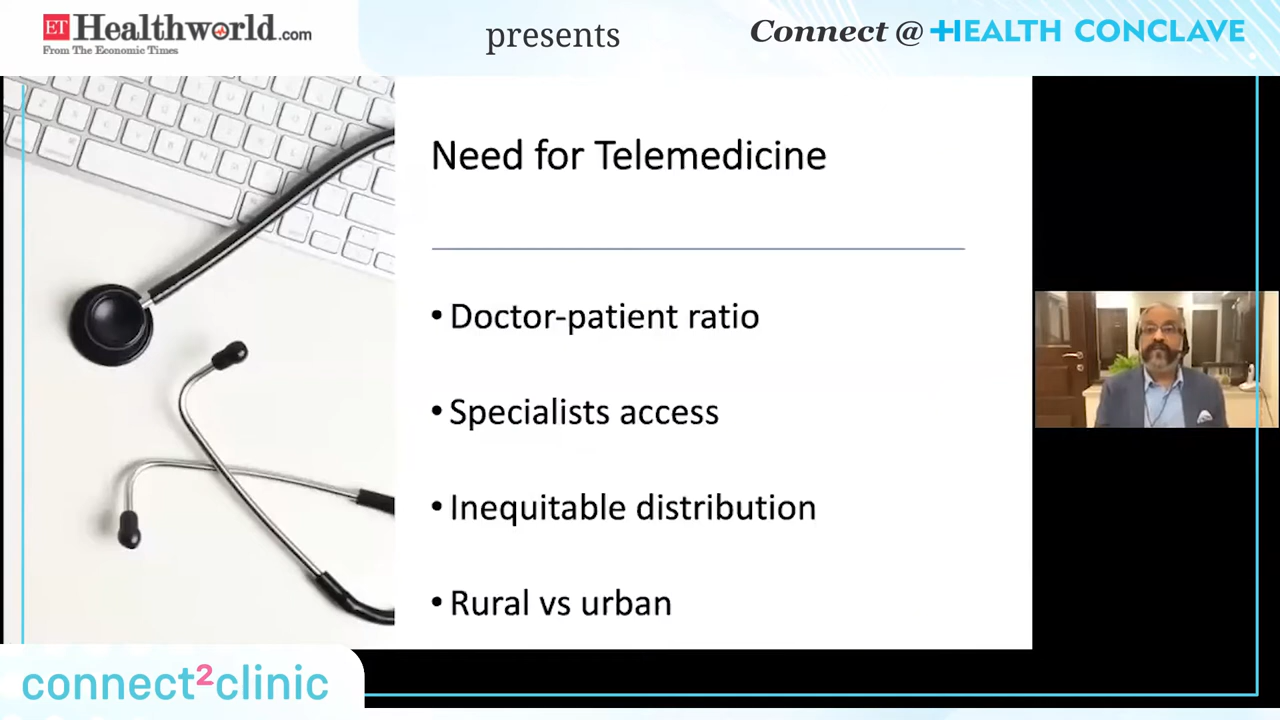 ET Healthworld.com
From The Economic Times
presents
Connect @ +HEALTH CONCLAVE
Need for Telemedicine
• Doctor-patient ratio
• Specialists access
• Inequitable distribution
• Rural vs urban
connect2clinic